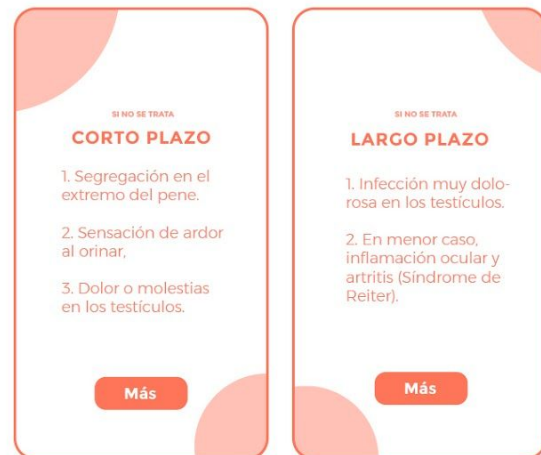 SI NO SE TRATA
CORTO PLAZO
1. Segregación en el
extremo del pene.
2. Sensación de ardor
al orinar,
3. Dolor o molestias
en los testículos.
Más
SI NO SE TRATA
LARGO PLAZO
1. Infección muy dolo-
rosa en los testículos.
2. En menor caso,
inflamación ocular y
artritis (Síndrome de
Reiter).
Más